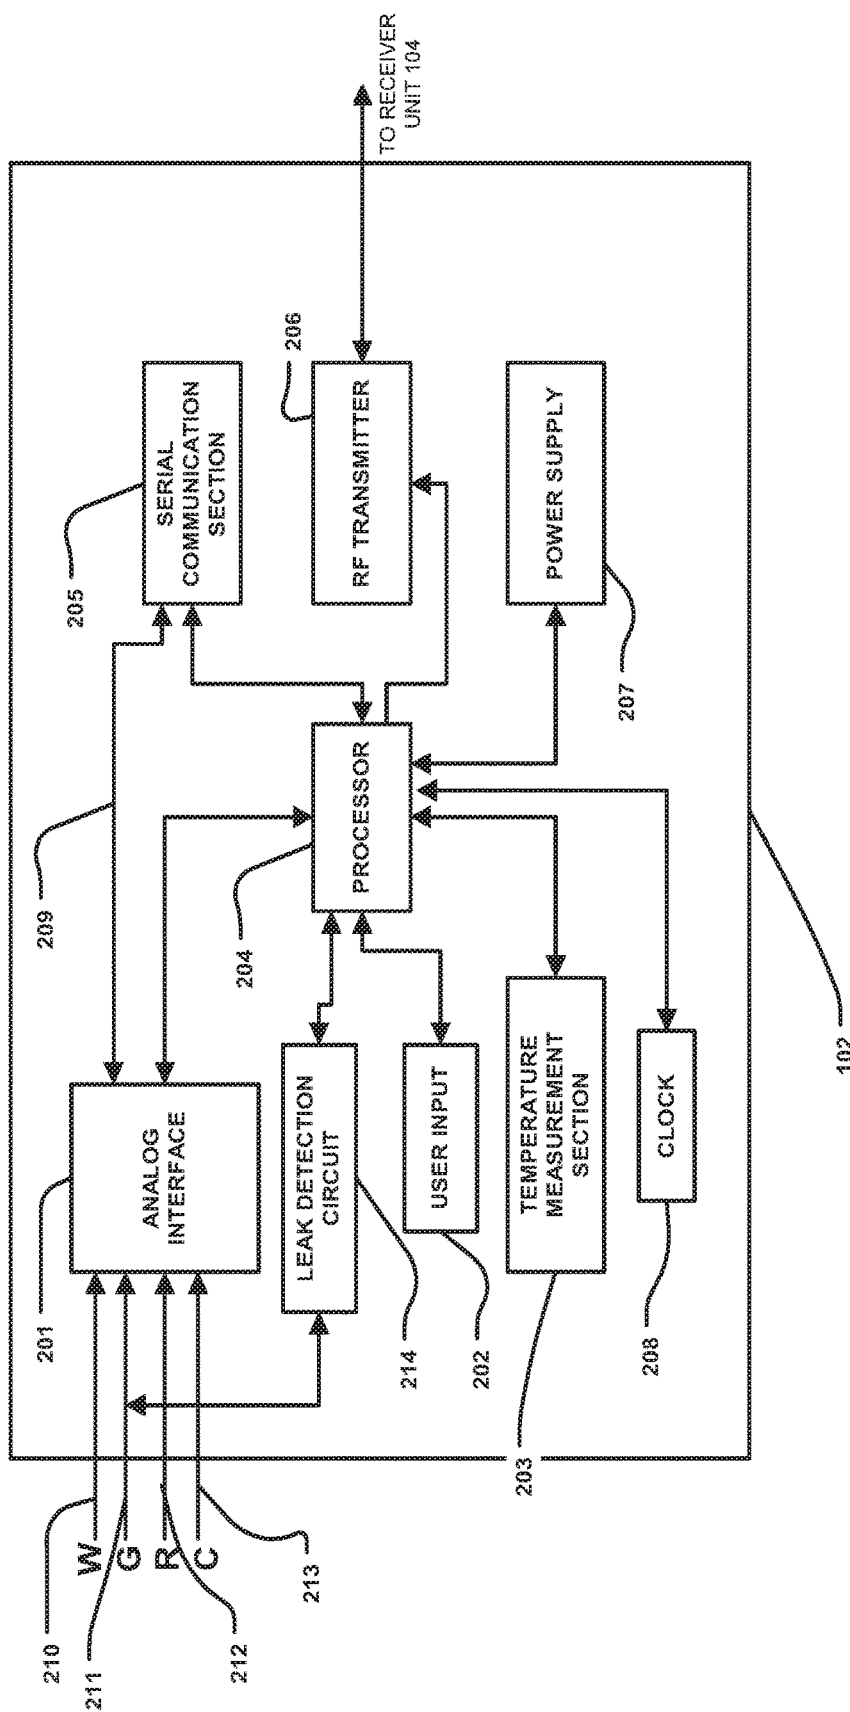 210
W
211
G
212
R
213
C
201
ANALOG
INTERFACE
209
205
SERIAL
COMMUNICATION
SECTION
214
LEAK DETECTION
CIRCUIT
204
PROCESSOR
206
RF TRANSMITTER
TO RECEIVER
UNIT 104
202
USER INPUT
203
TEMPERATURE
MEASUREMENT
SECTION
207
POWER SUPPLY
208
CLOCK
102